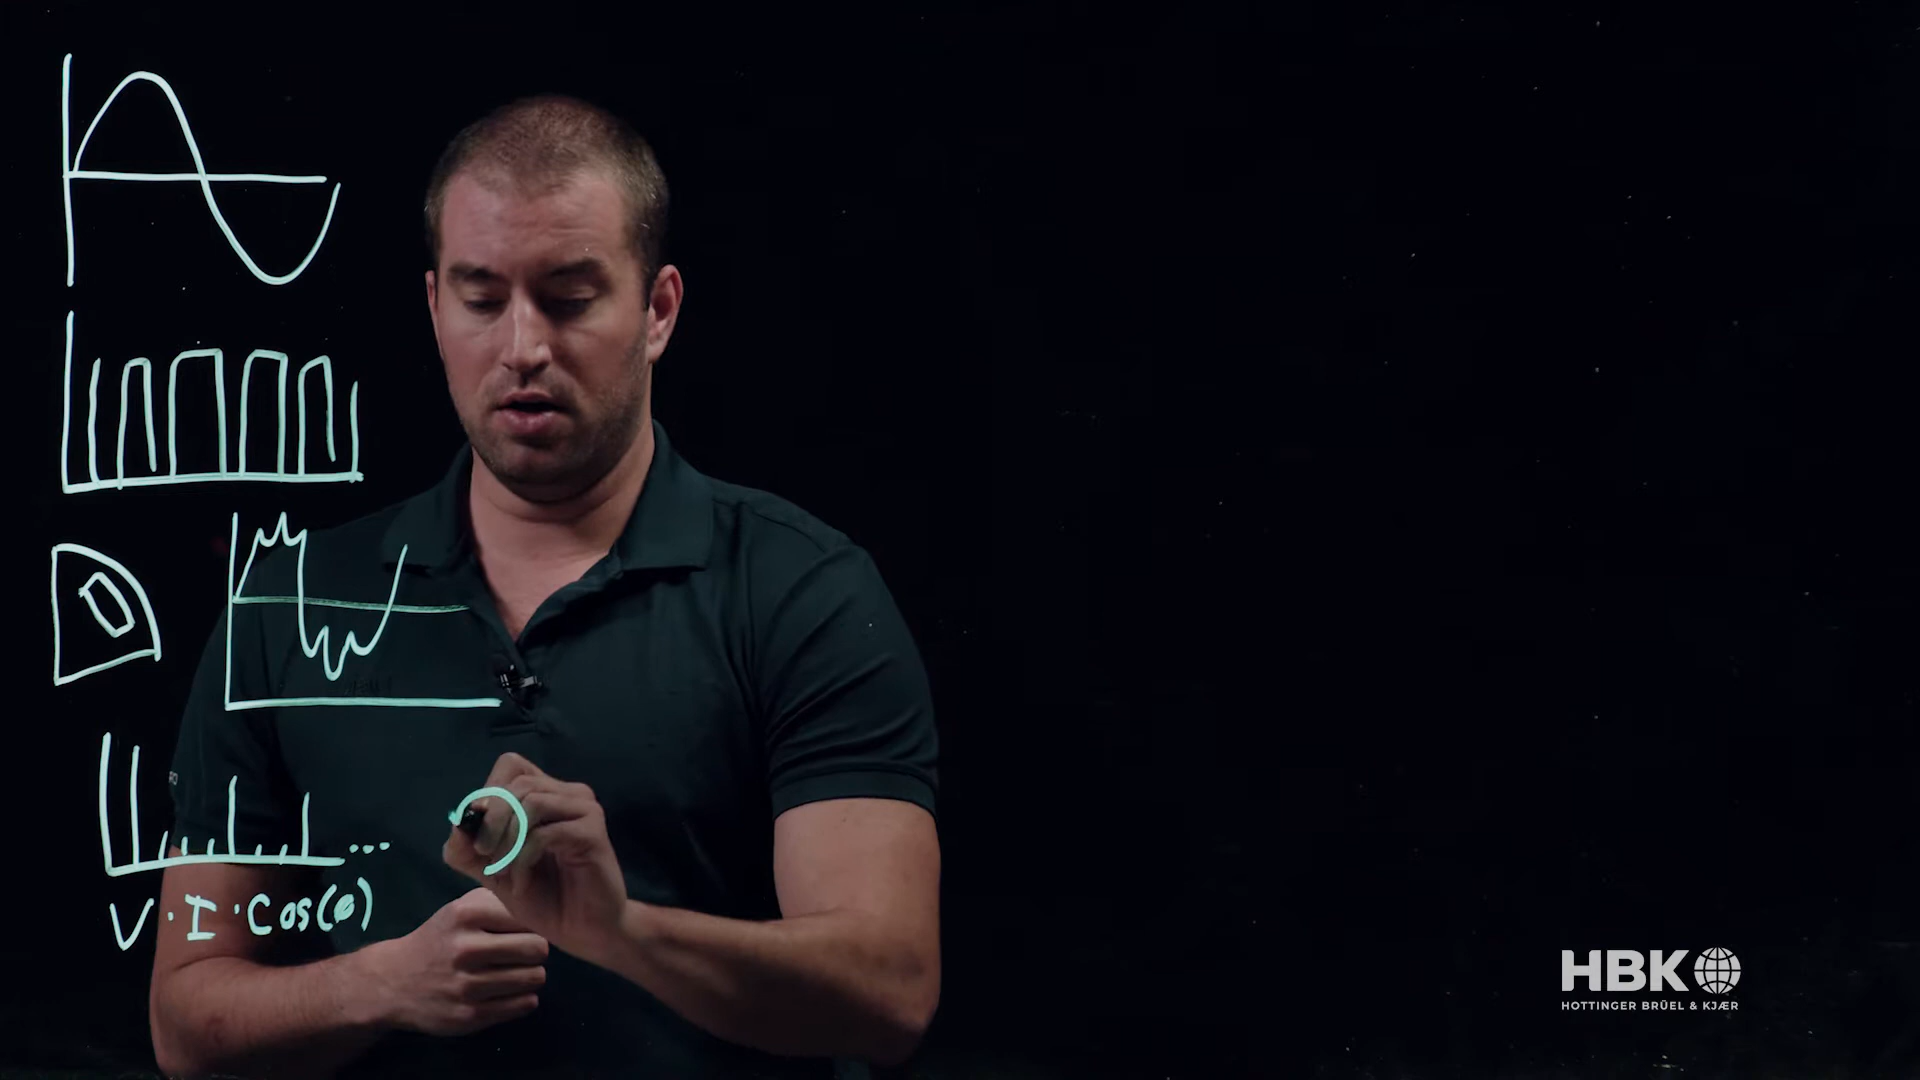 V · I · Cos(ø)
...
HBK
HOTTINGER BRÜEL & KJÆR